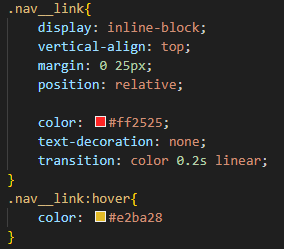 .nav__link{
display: inline-block;
vertical-align: top;
margin: 0 25px;
position: relative;
color: #ff2525;
text-decoration: none;
transition: color 0.2s linear;
}
.nav__link:hover{
color: #e2ba28
}